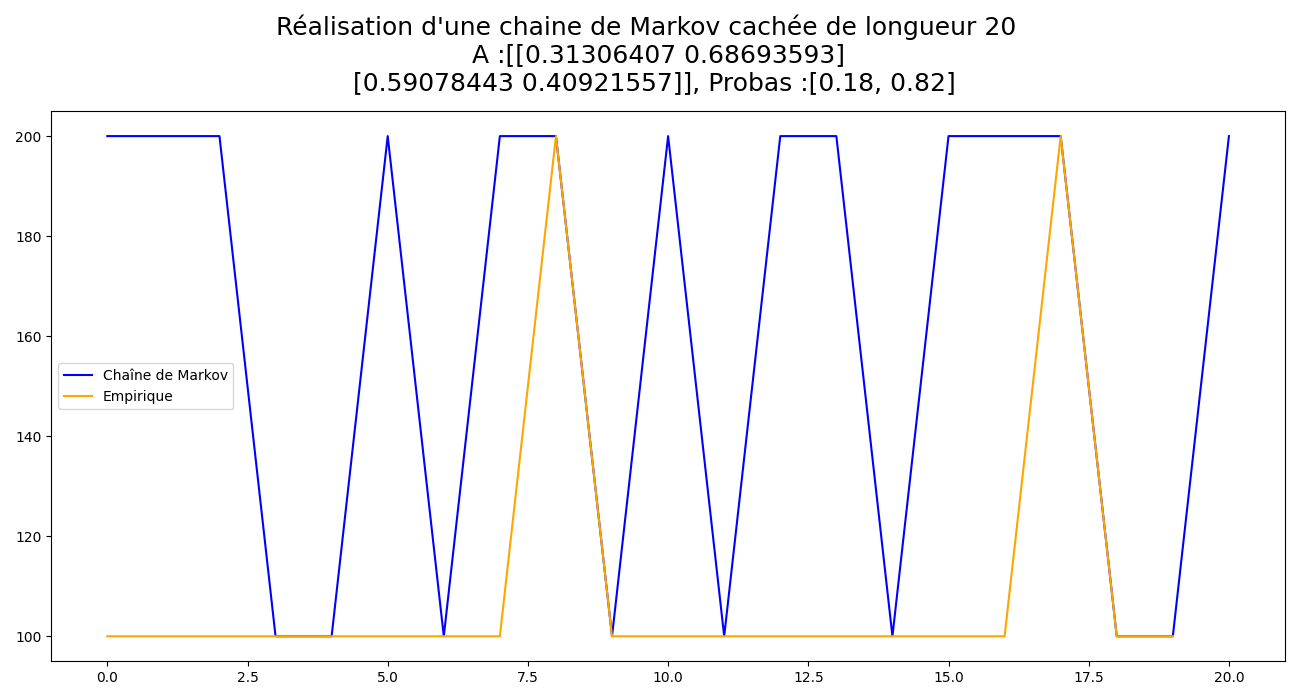 Réalisation d'une chaine de Markov cachée de longueur 20
A :[[0.31306407 0.68693593]
[0.59078443 0.40921557]], Probas :[0.18, 0.82]
200
180
160
140
120
100
Chaîne de Markov
Empirique
0.0 2.5 5.0 7.5 10.0 12.5 15.0 17.5 20.0